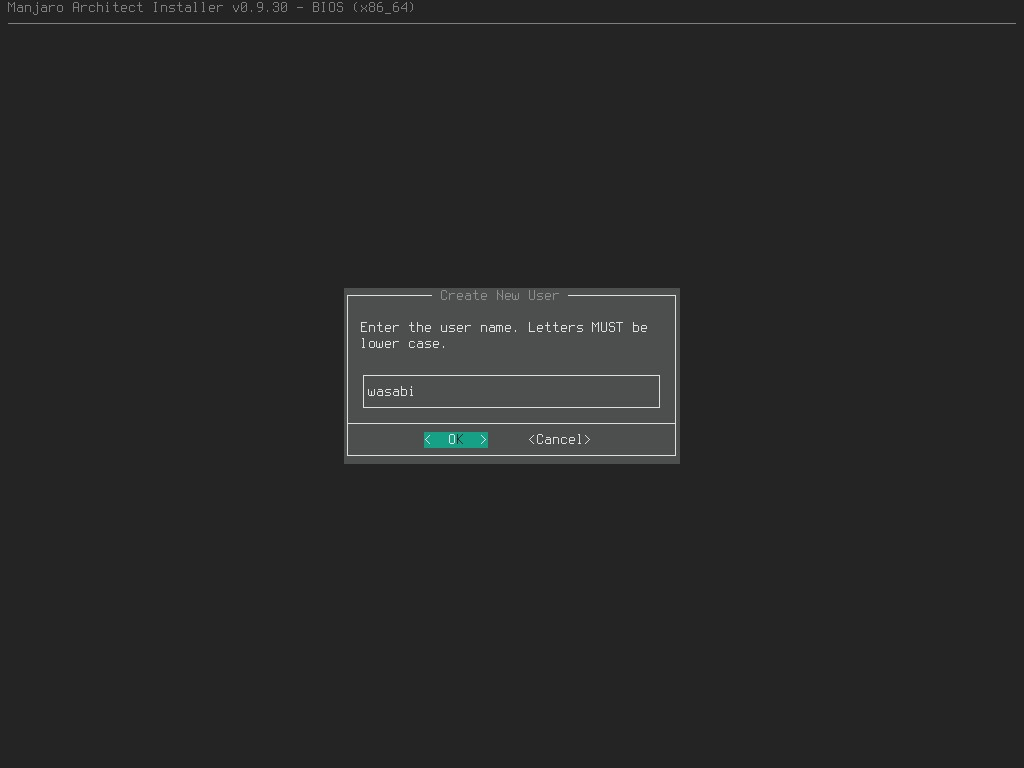 Manjaro Architect Installer v0.9.30 - BIOS (x86_64)
Create New User
Enter the user name. Letters MUST be
lower case.
wasabi
< OK > <Cancel>